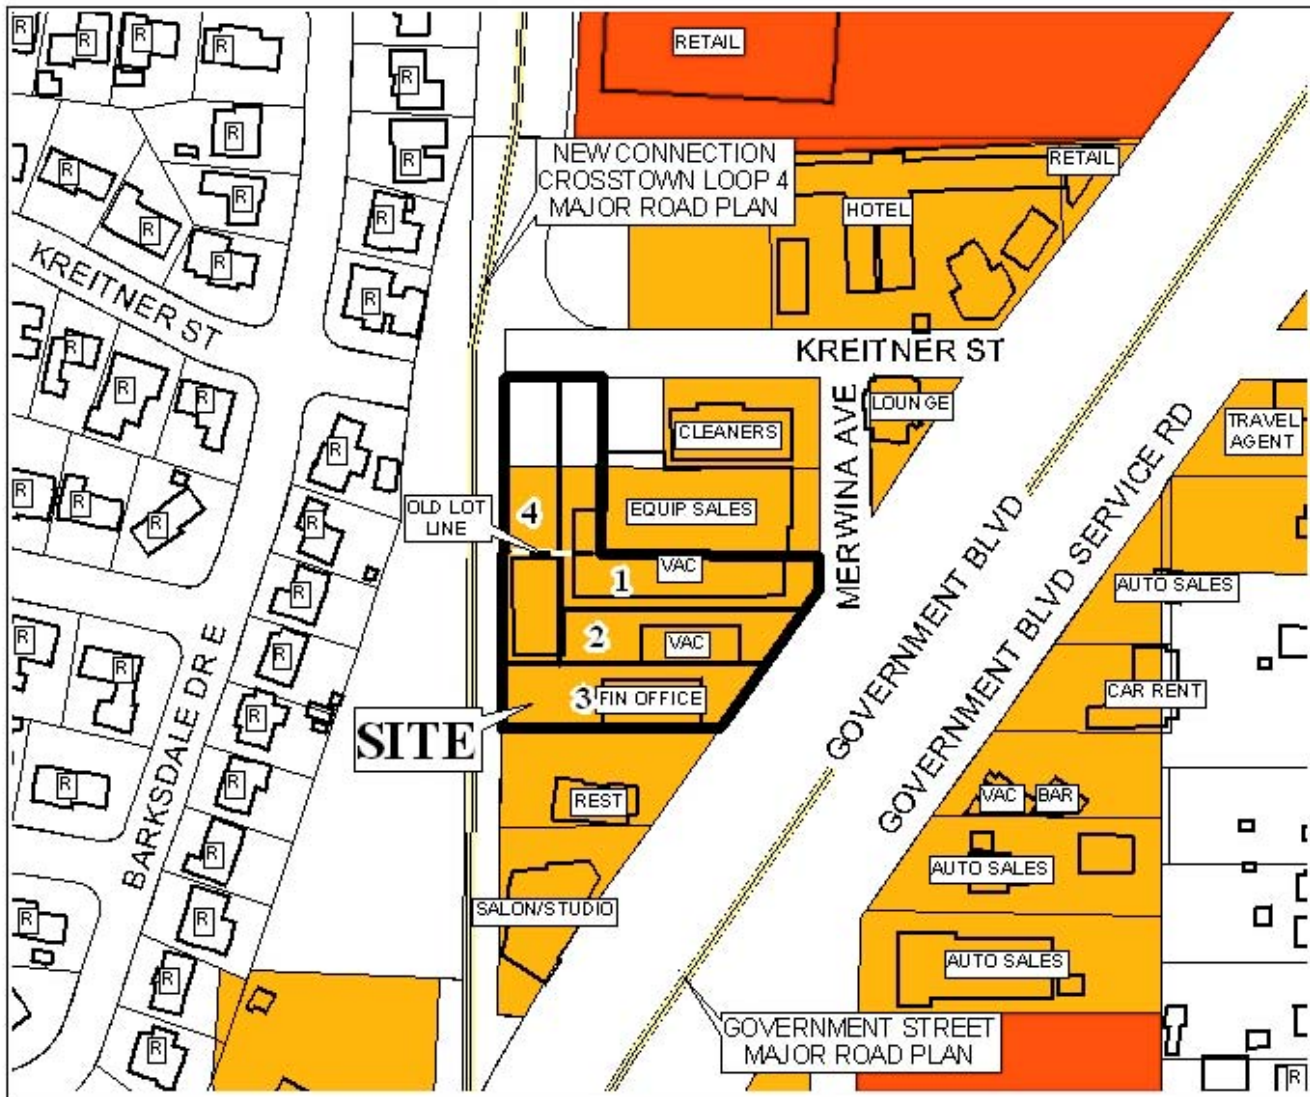 R
R
R
R
RETAIL
R
R
R
R
R
R
R
R
R
R
NEW CONNECTION
CROSSTOWN LOOP 4
MAJOR ROAD PLAN
RETAIL
HOTEL
KREITNER ST
KREITNER ST
MERWINA AVE
LOUNGE
CLEANERS
TRAVEL
AGENT
R
R
R
R
R
R
R
R
R
R
R
R
R
R
OLD LOT
LINE
4
EQUIP SALES
VAC
1
2
VAC
3
FIN OFFICE
SITE
AUTO SALES
CAR RENT
GOVERNMENT BLVD
GOVERNMENT BLVD SERVICE RD
BARKSDALE DR E
R
R
R
R
R
R
R
REST
VAC
BAR
AUTO SALES
SALON/STUDIO
AUTO SALES
GOVERNMENT STREET
MAJOR ROAD PLAN
R